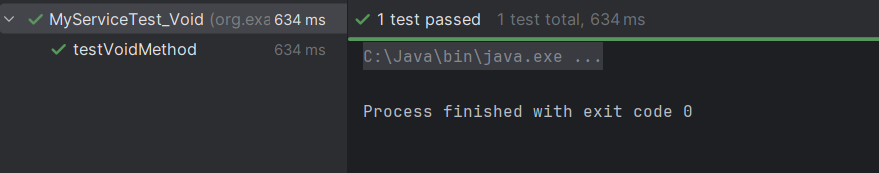 MyServiceTest_Void (org.exa 634 ms
testVoidMethod 634 ms
1 test passed 1 test total, 634 ms
C:\Java\bin\java.exe ...
Process finished with exit code 0